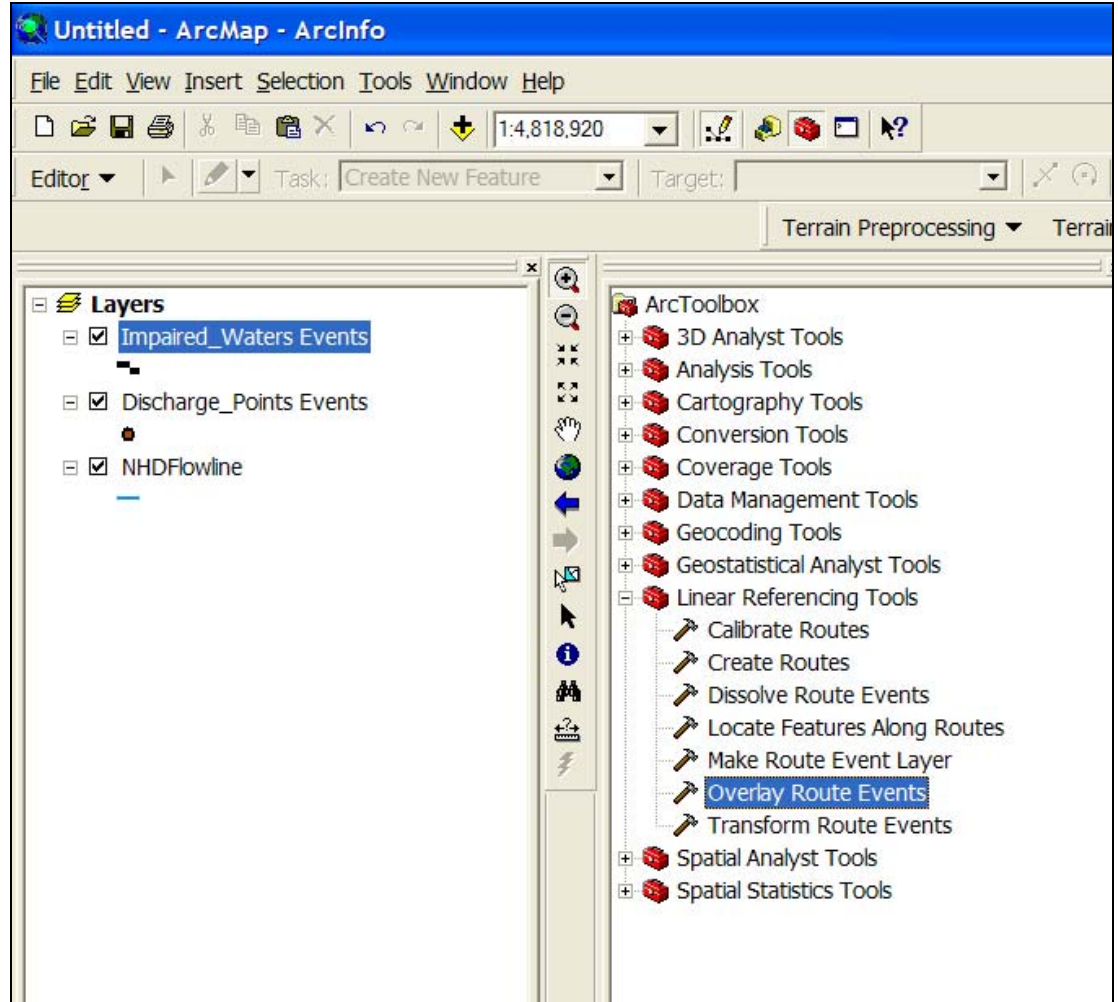 Untitled - ArcMap - ArcInfo
File Edit View Insert Selection Tools Window Help
1:4,818,920
Editor Task: Create New Feature Target:
Terrain Preprocessing Terrain
Layers
Impaired_Waters Events
Discharge_Points Events
NHDFlowline
ArcToolbox
3D Analyst Tools
Analysis Tools
Cartography Tools
Conversion Tools
Coverage Tools
Data Management Tools
Geocoding Tools
Geostatistical Analyst Tools
Linear Referencing Tools
Calibrate Routes
Create Routes
Dissolve Route Events
Locate Features Along Routes
Make Route Event Layer
Overlay Route Events
Transform Route Events
Spatial Analyst Tools
Spatial Statistics Tools